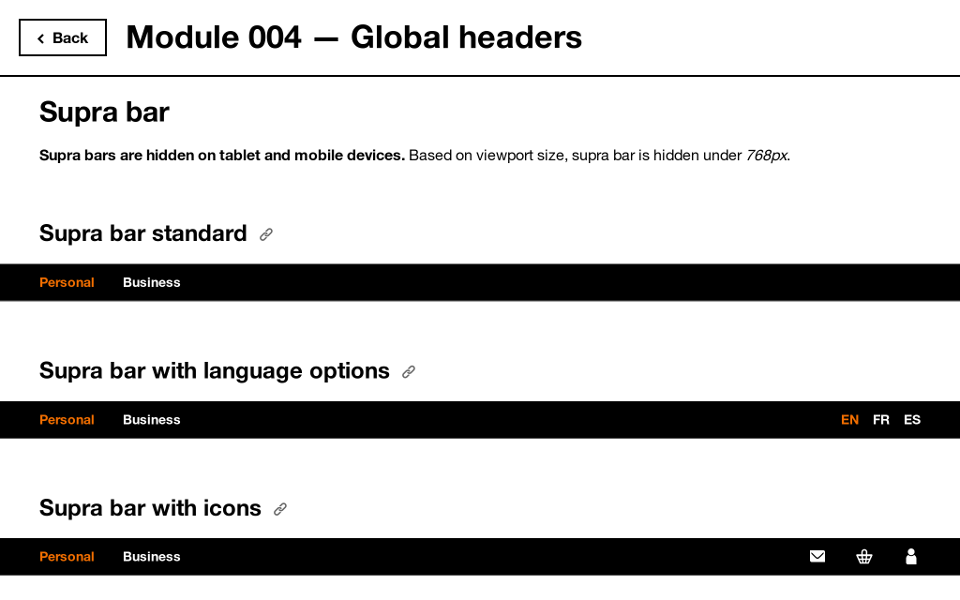 Back
Module 004 — Global headers
Supra bar
Supra bars are hidden on tablet and mobile devices. Based on viewport size, supra bar is hidden under 768px.
Supra bar standard
Personal Business
Supra bar with language options
Personal Business EN FR ES
Supra bar with icons
Personal Business